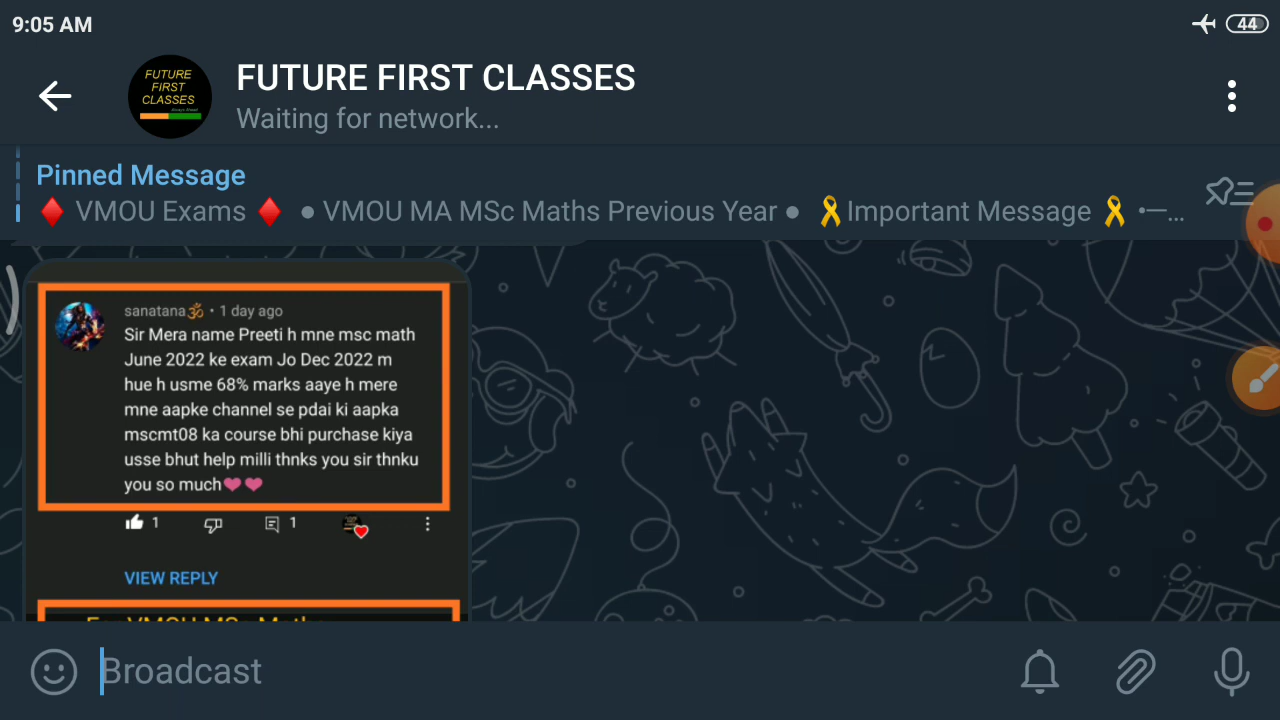 9:05 AM
44
FUTURE
FIRST
CLASSES
FUTURE FIRST CLASSES
Waiting for network...
Pinned Message
♦️ VMOU Exams ♦️ ● VMOU MA MSc Maths Previous Year ● 🎗Important Message 🎗 •—...
sanatana🕉 • 1 day ago
Sir Mera name Preeti h mne msc math
June 2022 ke exam Jo Dec 2022 m
hue h usme 68% marks aaye h mere
mne aapke channel se pdai ki aapka
mscmt08 ka course bhi purchase kiya
usse bhut help milli thnks you sir thnku
you so much❤❤
1 1
VIEW REPLY
For VMOU MSc Maths
Broadcast